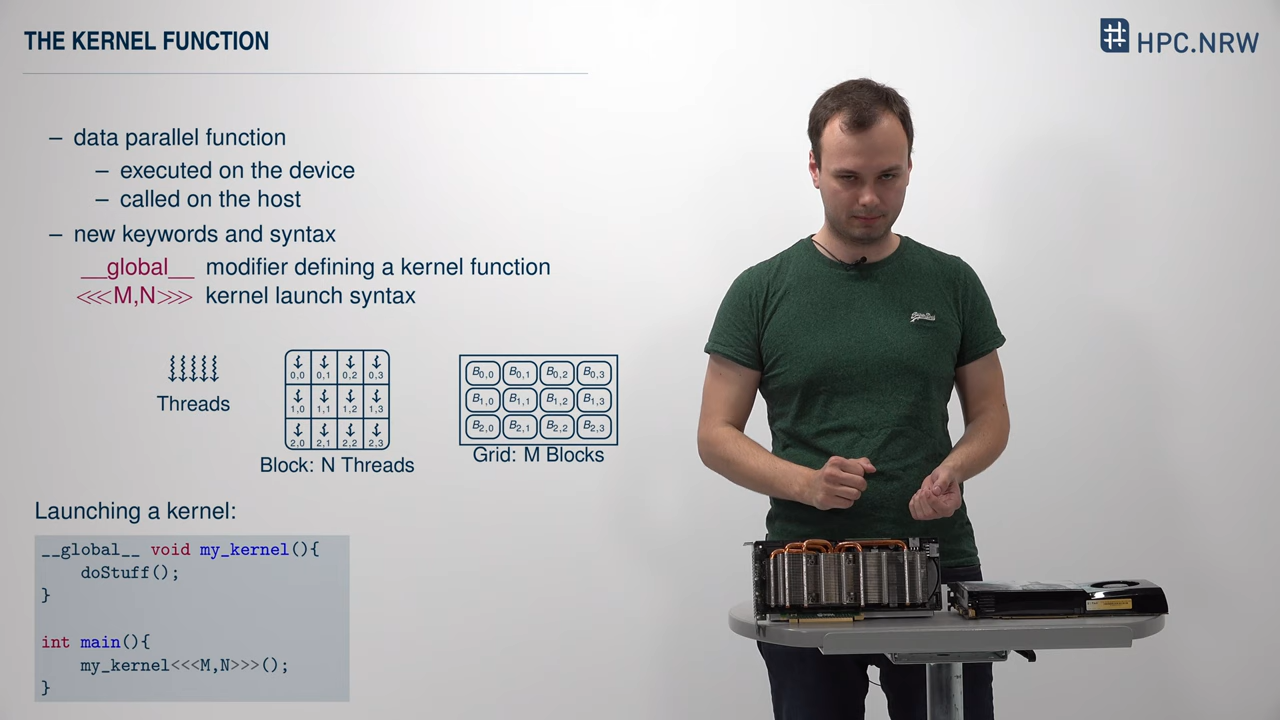 THE KERNEL FUNCTION
HPC.NRW
– data parallel function
– executed on the device
– called on the host
– new keywords and syntax
__global__ modifier defining a kernel function
<<<M,N>>> kernel launch syntax
0,0 0,1 0,2 0,3
1,0 1,1 1,2 1,3
2,0 2,1 2,2 2,3
B0,0 B0,1 B0,2 B0,3
B1,0 B1,1 B1,2 B1,3
B2,0 B2,1 B2,2 B2,3
Threads
Block: N Threads
Grid: M Blocks
Launching a kernel:
__global__ void my_kernel(){
doStuff();
}
int main(){
my_kernel<<<M,N>>>();
}